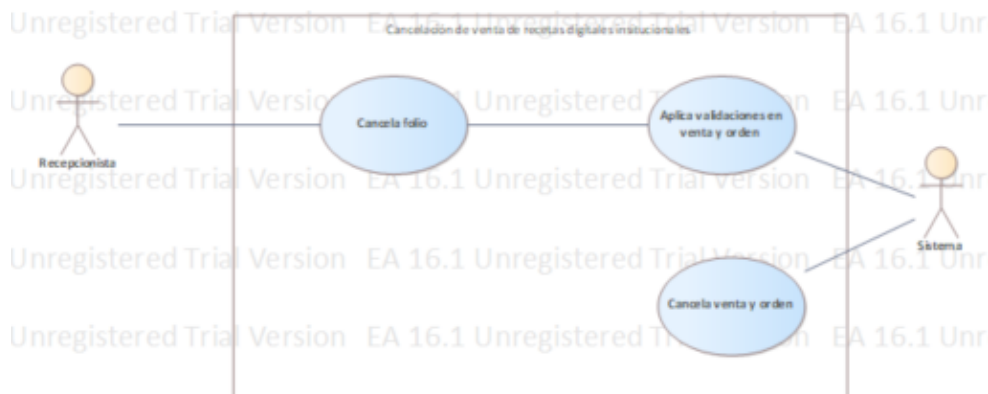 Unregistered Trial Version EA 16.1 Unregistered Trial Version EA 16.1 Unr
Cancelación de venta de recetas digitales insitucionales
Unregistered Trial Version EA 16.1 Unregistered Trial Version EA 16.1 Unr
Cancela folio
Aplica validaciones en
venta y orden
Recepcionista
Unregistered Trial Version EA 16.1 Unregistered Trial Version EA 16.1 Unr
Sistema
Unregistered Trial Version EA 16.1 Unregistered Trial Version EA 16.1 Unr
Cancela venta y orden
Unregistered Trial Version EA 16.1 Unregistered Trial Version EA 16.1 Unr